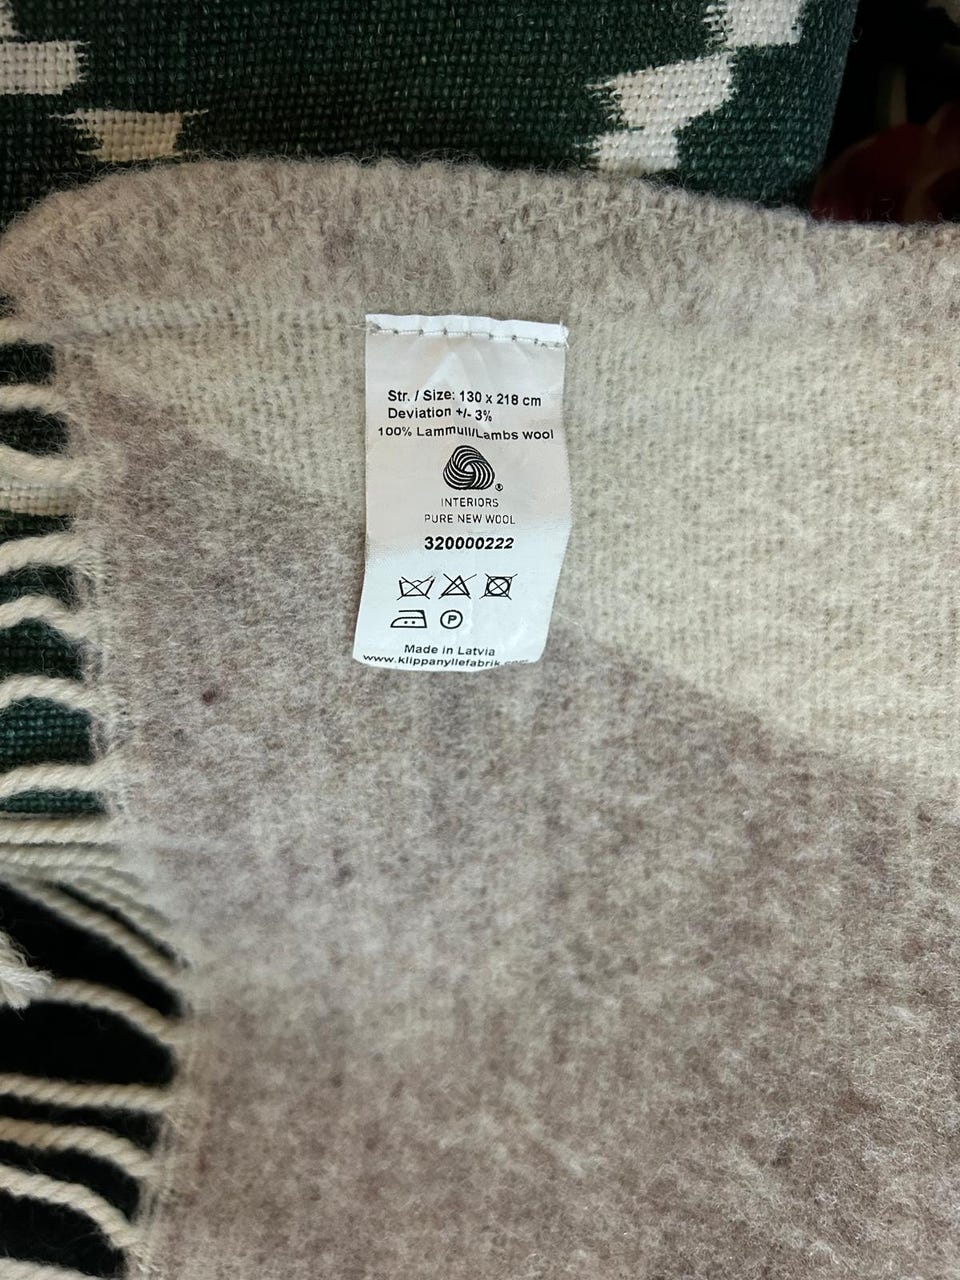 Str. / Size: 130 x 218 cm
Deviation +/- 3%
100% Lammull/Lambs wool
®
INTERIORS
PURE NEW WOOL
320000222
P
Made in Latvia